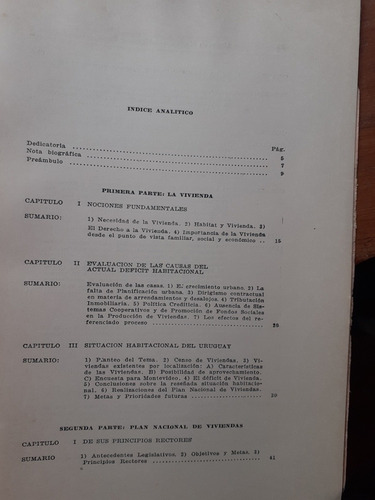 INDICE ANALITICO
Pág.
Dedicatoria 5
Nota biográfica 7
Preámbulo 9
PRIMERA PARTE: LA VIVIENDA
CAPITULO I NOCIONES FUNDAMENTALES
SUMARIO: 1) Necesidad de la Vivienda. 2) Habitat y Vivienda. 3)
El Derecho a la Vivienda. 4) Importancia de la Vivienda
desde el punto de vista familiar, social y económico .. 15
CAPITULO II EVALUACION DE LAS CAUSAS DEL
ACTUAL DEFICIT HABITACIONAL
SUMARIO: Evaluación de las casas. 1) El crecimiento urbano. 2) La
falta de Planificación urbana. 3) Dirigismo contractual
en materia de arrendamientos y desalojos. 4) Tributación
Inmobiliaria. 5) Política Crediticia. 6) Ausencia de Sis-
temas Cooperativos y de Promoción de Fondos Sociales
en la Producción de Viviendas. 7) Los efectos del re-
ferenciado proceso 29
CAPITULO III SITUACION HABITACIONAL DEL URUGUAY
SUMARIO: 1) Planteo del Tema. 2) Censo de Viviendas. 3) Vi-
viendas existentes por localización: A) Características
de las Viviendas. B) Posibilidad de aprovechamiento.
C) Encuesta para Montevideo. 4) El déficit de Vivienda.
5) Conclusiones sobre la reseñada situación habitacio-
nal. 6) Realizaciones del Plan Nacional de Viviendas.
7) Metas y Prioridades futuras 39
SEGUNDA PARTE: PLAN NACIONAL DE VIVIENDAS
CAPITULO I DE SUS PRINCIPIOS RECTORES
SUMARIO 1) Antecedentes Legislativos. 2) Objetivos y Metas. 3)
Principios Rectores 41